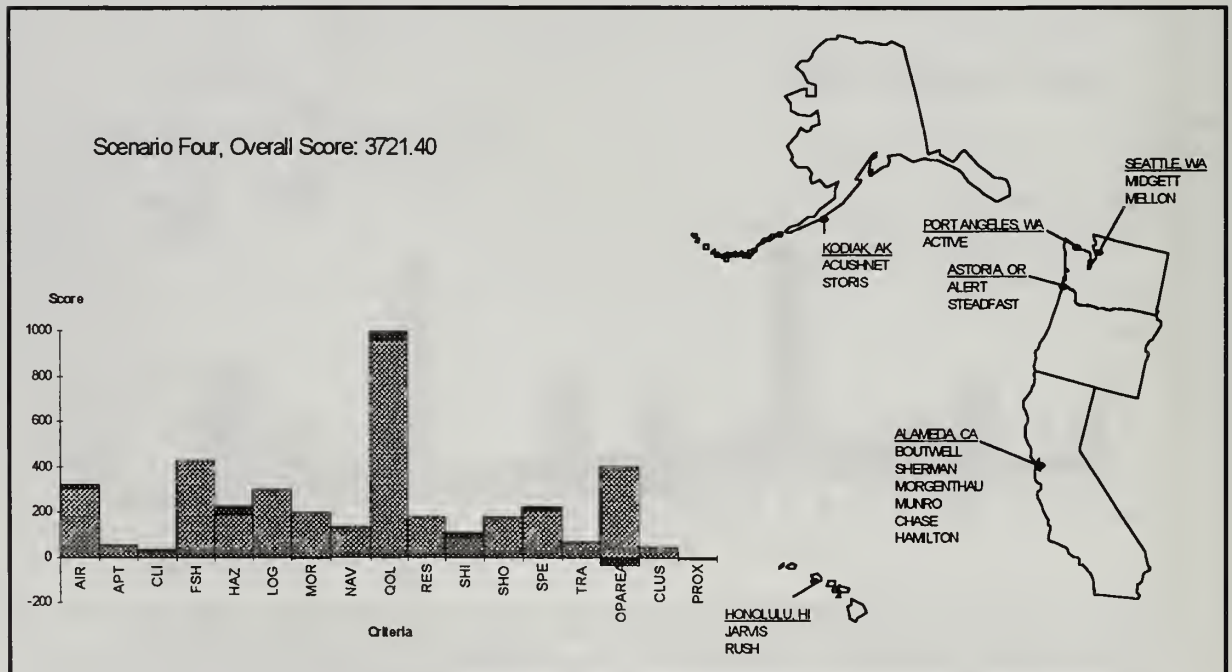 Scenario Four, Overall Score: 3721.40
SEATTLE, WA
MIDGETT
MELLON
PORT ANGELES, WA
ACTIVE
KODIAK, AK
ACUSHNET
STORIS
ASTORIA, OR
ALERT
STEADFAST
ALAMEDA, CA
BOUTWELL
SHERMAN
MORGENTHAU
MUNRO
CHASE
HAMILTON
HONOLULU, HI
JARVIS
RUSH
Score
1000
800
600
400
200
0
-200
AIR
APT
CLI
FSH
HAZ
LOG
MOR
NAV
QOL
RES
SHI
SHO
SPE
TRA
OPAREA
CLUS
PROX
Criteria